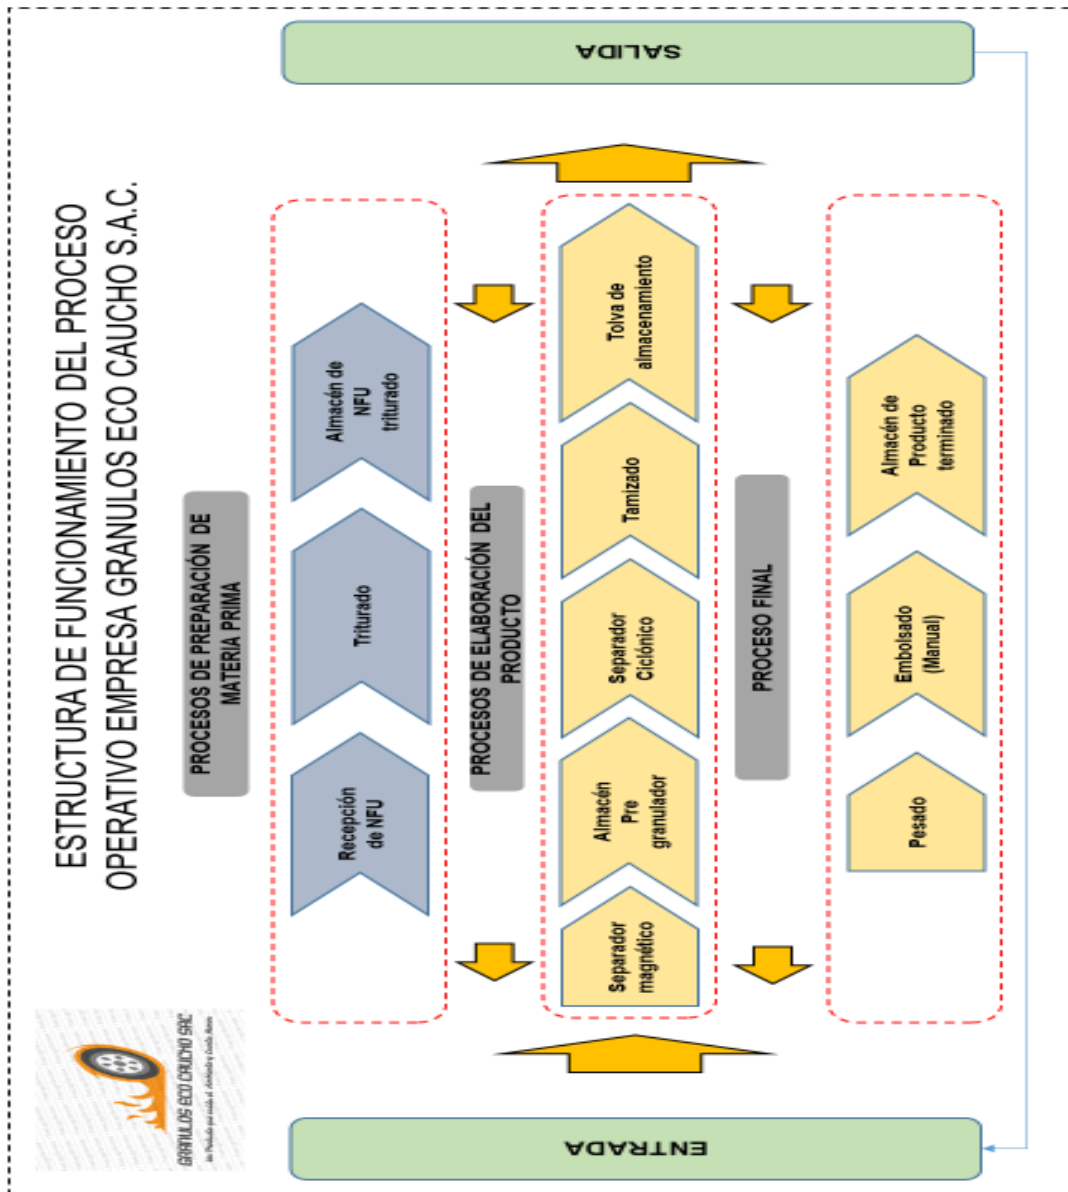 ESTRUCTURA DE FUNCIONAMIENTO DEL PROCESO
OPERATIVO EMPRESA GRANULOS ECO CAUCHO S.A.C.
GRANULOS ECO CAUCHO SAC
PROCESOS DE PREPARACIÓN DE
MATERIA PRIMA
Recepción
de NFU
Triturado
Almacén de
NFU
triturado
PROCESOS DE ELABORACIÓN DEL
PRODUCTO
Separador
magnético
Almacén
Pre
granulador
Separador
Ciclónico
Tamizado
Tolva de
almacenamiento
PROCESO FINAL
Pesado
Embolsado
(Manual)
Almacén de
Producto
terminado
ENTRADA
SALIDA